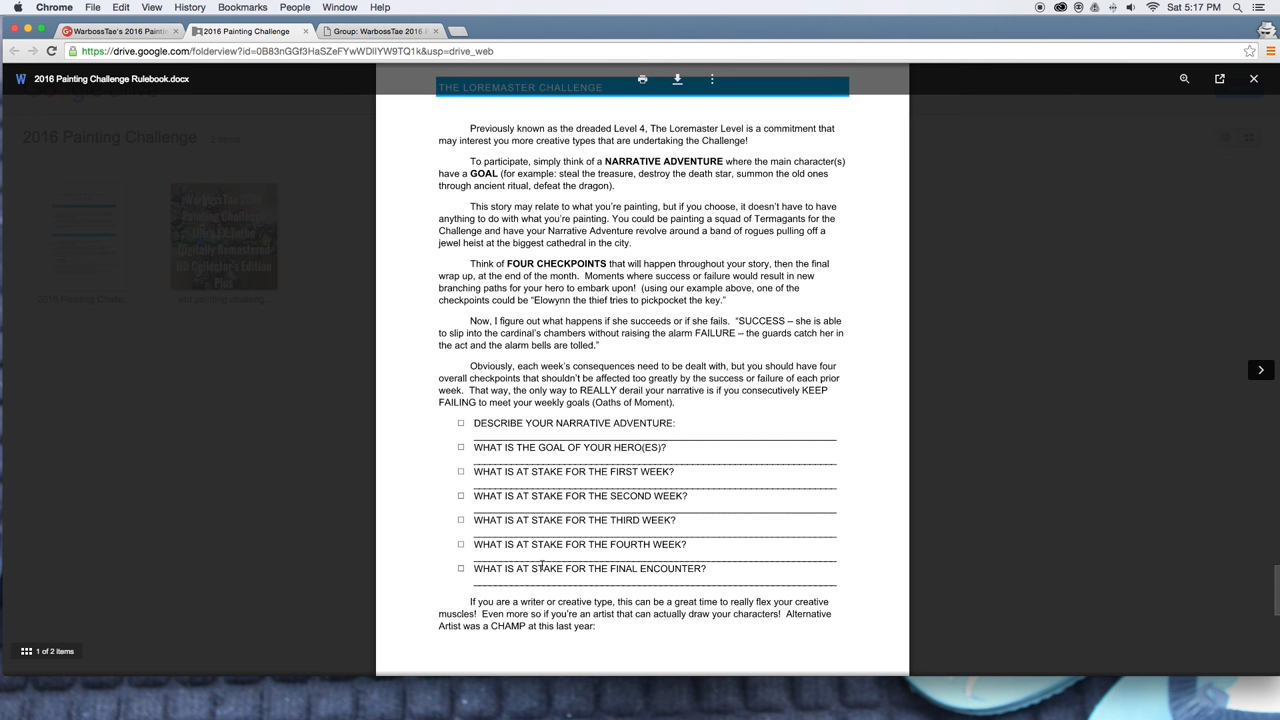 Chrome File Edit View History Bookmarks People Window Help Sat 5:17 PM
WarbossTae's 2016 Painti 2016 Painting Challenge Group: WarbossTae 2016 P
https://drive.google.com/folderview?id=0B83nGGf3HaSZeFYwWDlIYW9TQ1k&usp=drive_web
W 2016 Painting Challenge Rulebook.docx
THE LOREMASTER CHALLENGE
2016 Painting Challenge 2 items
Previously known as the dreaded Level 4, The Loremaster Level is a commitment that
may interest you more creative types that are undertaking the Challenge!
To participate, simply think of a NARRATIVE ADVENTURE where the main character(s)
have a GOAL (for example: steal the treasure, destroy the death star, summon the old ones
through ancient ritual, defeat the dragon).
This story may relate to what you're painting, but if you choose, it doesn't have to have
anything to do with what you're painting. You could be painting a squad of Termagants for the
Challenge and have your Narrative Adventure revolve around a band of rogues pulling off a
jewel heist at the biggest cathedral in the city.
Think of FOUR CHECKPOINTS that will happen throughout your story, then the final
wrap up, at the end of the month. Moments where success or failure would result in new
branching paths for your hero to embark upon! (using our example above, one of the
checkpoints could be "Elowynn the thief tries to pickpocket the key."
Now, I figure out what happens if she succeeds or if she fails. "SUCCESS – she is able
to slip into the cardinal's chambers without raising the alarm FAILURE – the guards catch her in
the act and the alarm bells are tolled."
Obviously, each week's consequences need to be dealt with, but you should have four
overall checkpoints that shouldn't be affected too greatly by the success or failure of each prior
week. That way, the only way to REALLY derail your narrative is if you consecutively KEEP
FAILING to meet your weekly goals (Oaths of Moment).
DESCRIBE YOUR NARRATIVE ADVENTURE:
WHAT IS THE GOAL OF YOUR HERO(ES)?
WHAT IS AT STAKE FOR THE FIRST WEEK?
WHAT IS AT STAKE FOR THE SECOND WEEK?
WHAT IS AT STAKE FOR THE THIRD WEEK?
WHAT IS AT STAKE FOR THE FOURTH WEEK?
WHAT IS AT STAKE FOR THE FINAL ENCOUNTER?
If you are a writer or creative type, this can be a great time to really flex your creative
muscles! Even more so if you're an artist that can actually draw your characters! Alternative
Artist was a CHAMP at this last year:
1 of 2 items